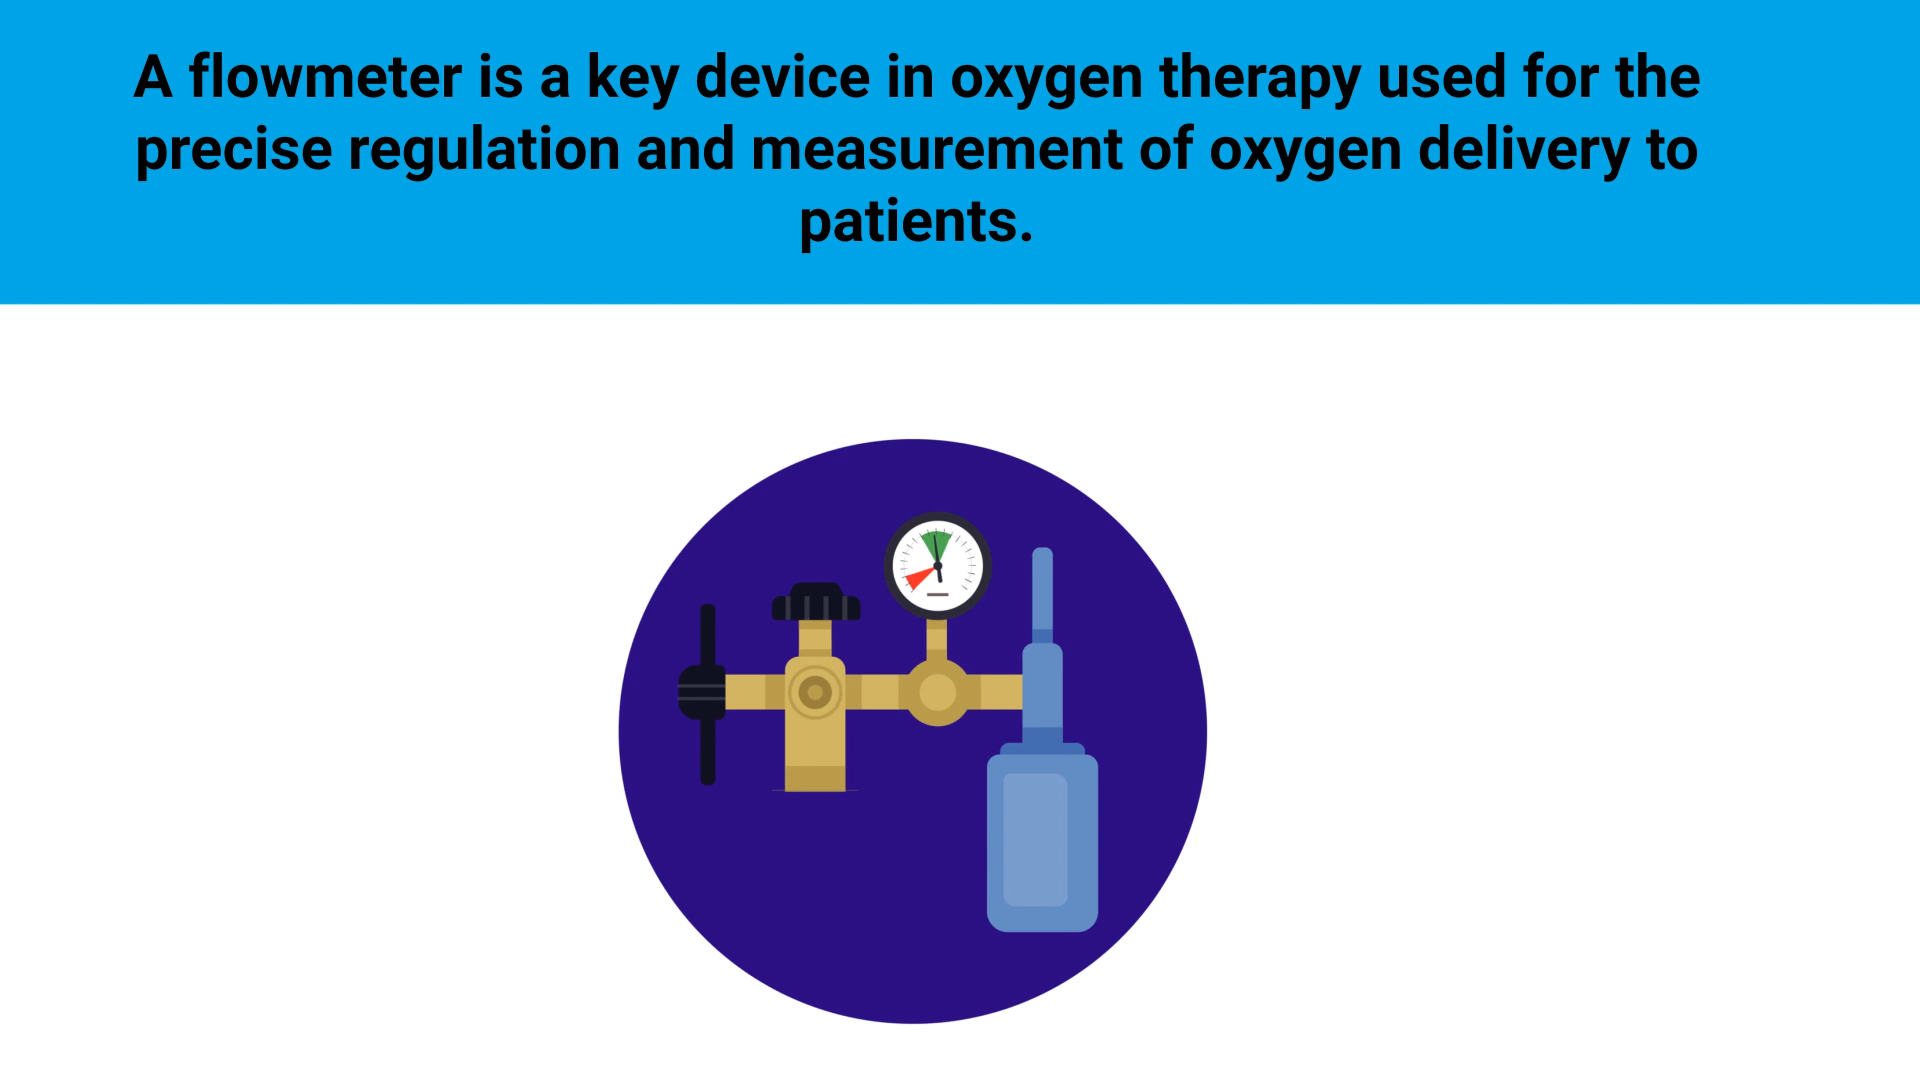 A flowmeter is a key device in oxygen therapy used for the
precise regulation and measurement of oxygen delivery to
patients.